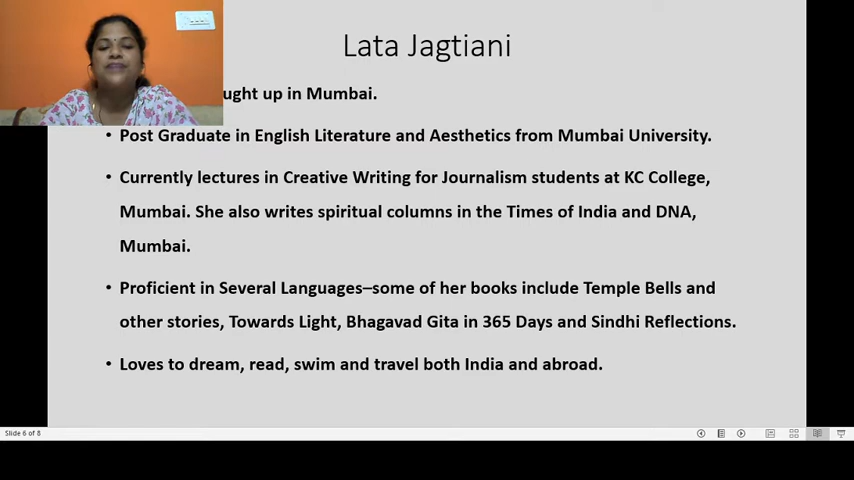 Lata Jagtiani
ught up in Mumbai.
• Post Graduate in English Literature and Aesthetics from Mumbai University.
• Currently lectures in Creative Writing for Journalism students at KC College,
Mumbai. She also writes spiritual columns in the Times of India and DNA,
Mumbai.
• Proficient in Several Languages–some of her books include Temple Bells and
other stories, Towards Light, Bhagavad Gita in 365 Days and Sindhi Reflections.
• Loves to dream, read, swim and travel both India and abroad.
Slide 6 of 8